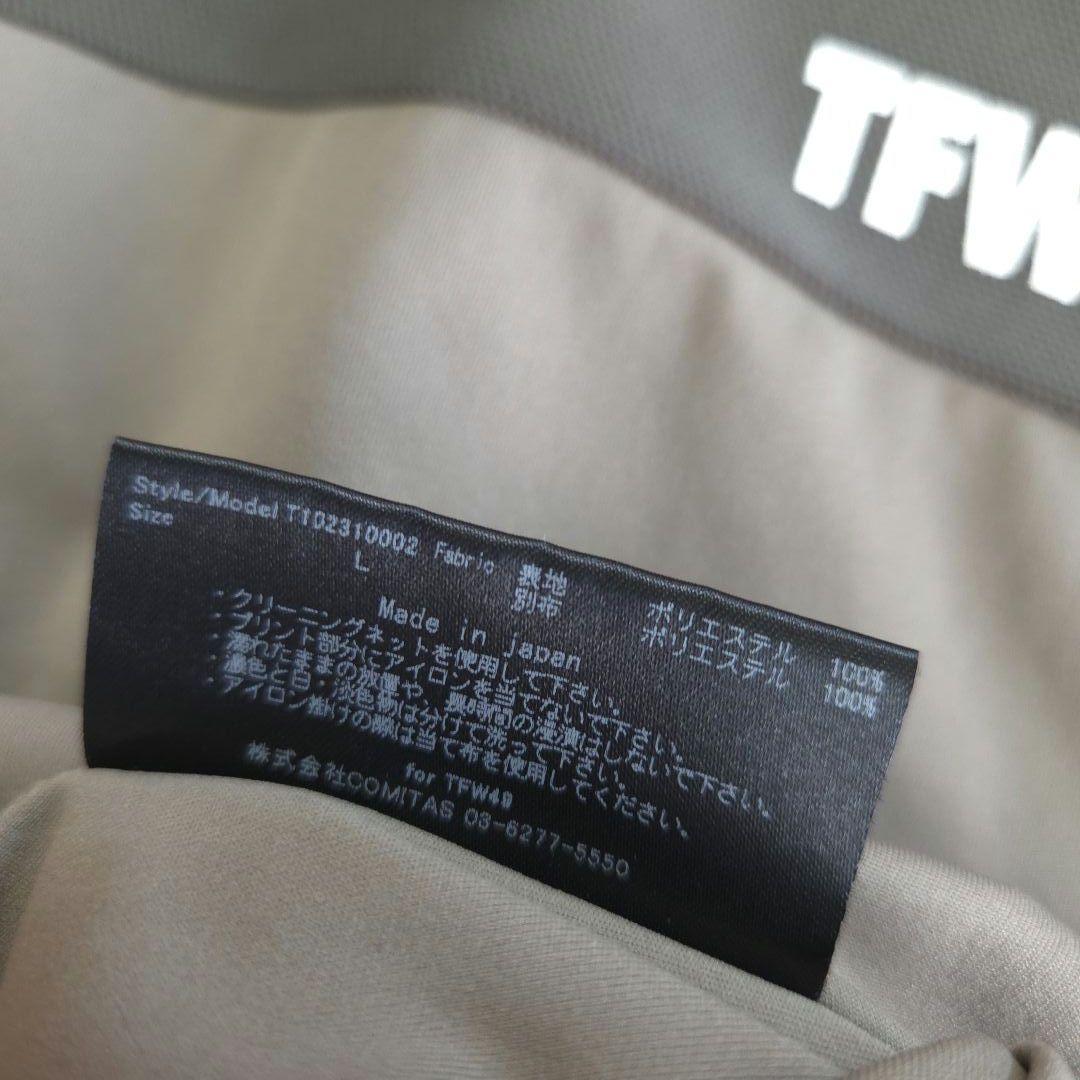 TFW
Style/Model T102310002 Fabric 表地 ポリエステル 100%
Size L 別布 ポリエステル 100%
Made in japan
・クリーニングネットを使用して下さい。
・プリント部分にアイロンを当てないで下さい。
・濡れたままの放置や、長時間の浸漬はしないで下さい。
・濃色と白・淡色物は分けて洗って下さい。
・アイロン掛けの際は当て布を使用してください。
for TFW49
株式会社COMITAS 03-6277-5550